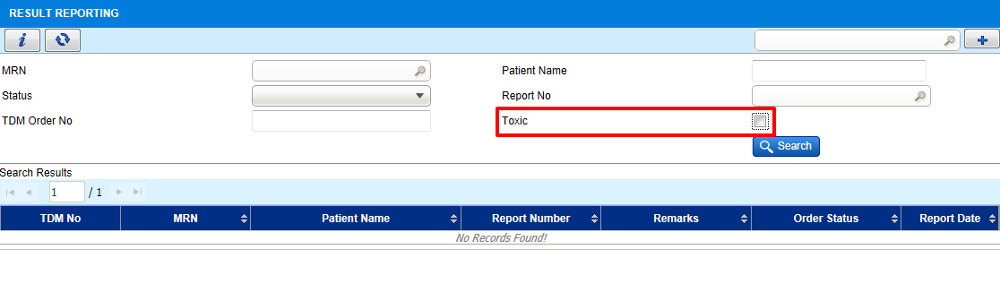 RESULT REPORTING
MRN
Patient Name
Status
Report No
TDM Order No
Toxic
Search
Search Results
1 / 1
TDM No MRN Patient Name Report Number Remarks Order Status Report Date
No Records Found!